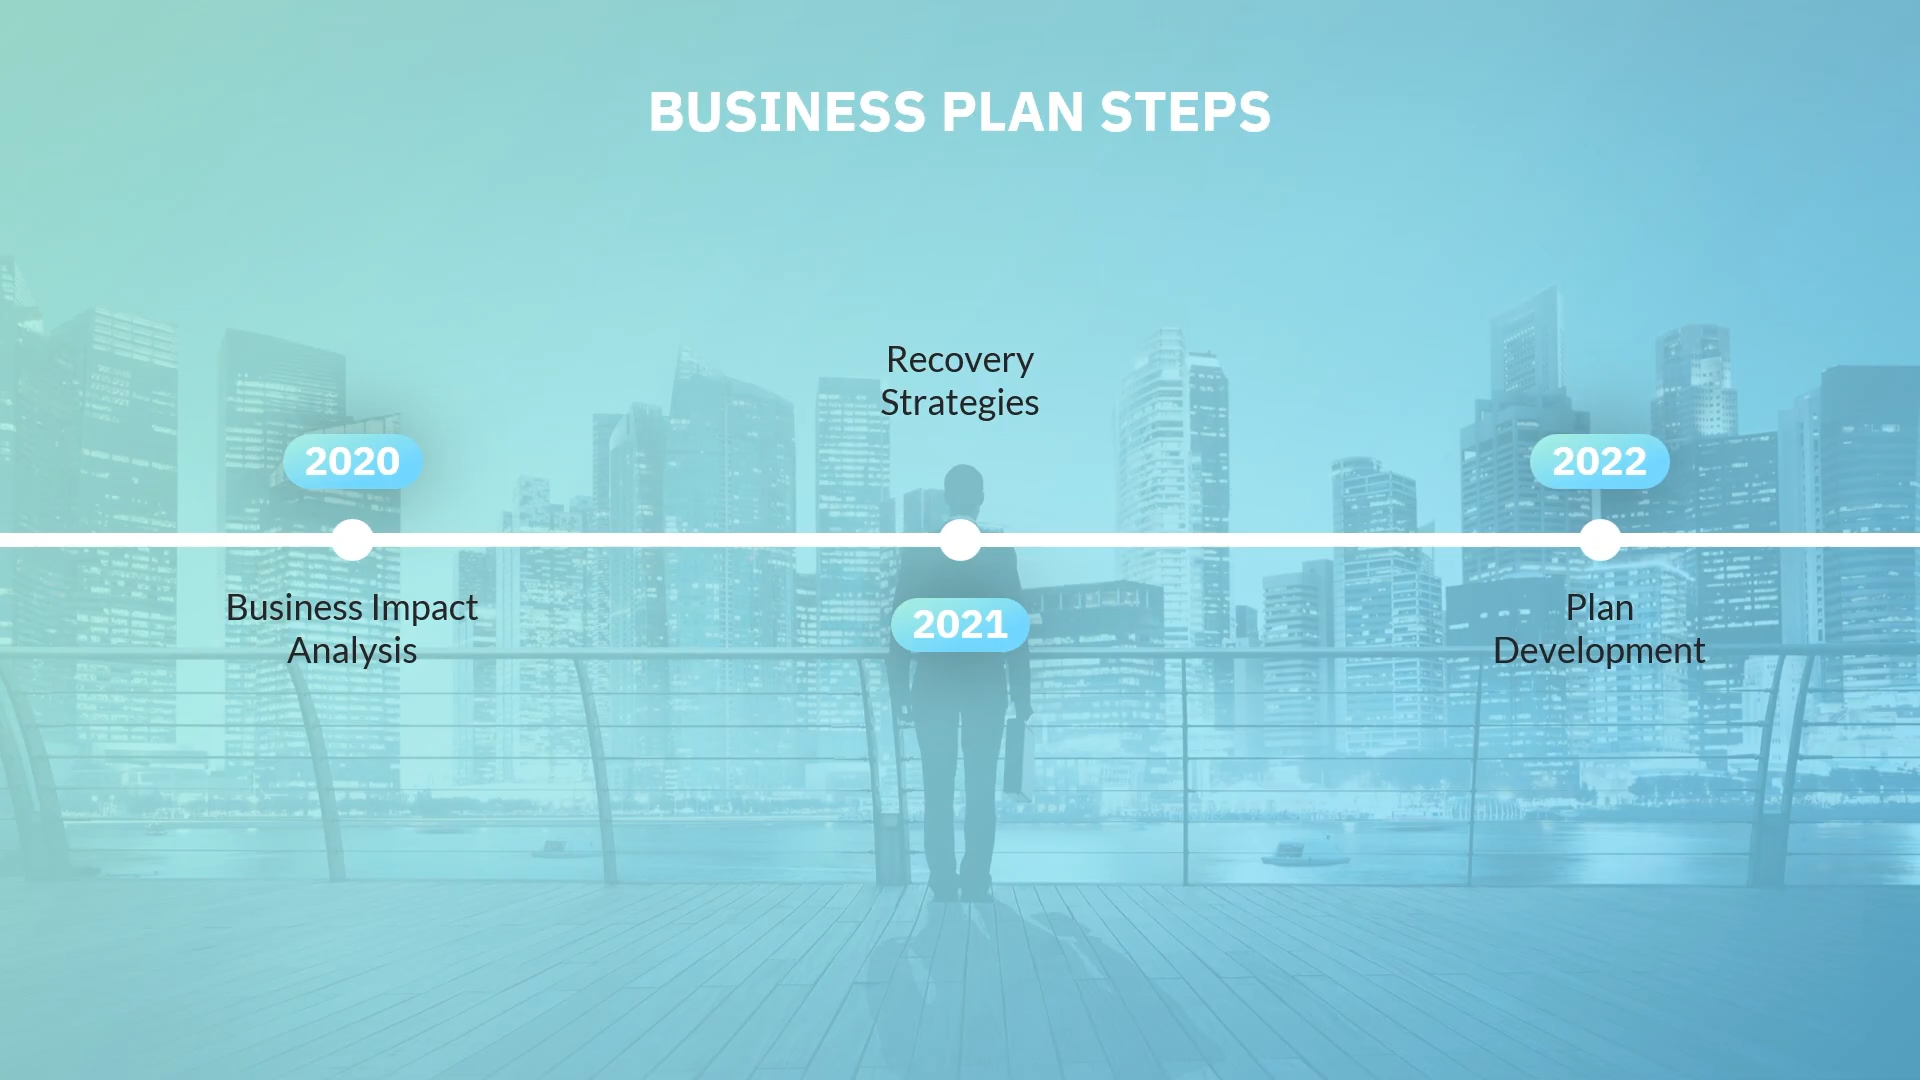 BUSINESS PLAN STEPS
2020
Business Impact
Analysis
Recovery
Strategies
2021
2022
Plan
Development